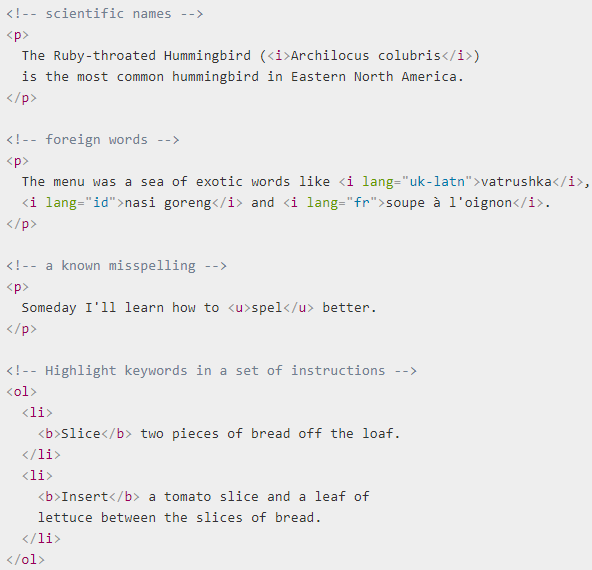 <!-- scientific names -->
<p>
  The Ruby-throated Hummingbird (<i>Archilocus colubris</i>)
  is the most common hummingbird in Eastern North America.
</p>

<!-- foreign words -->
<p>
  The menu was a sea of exotic words like <i lang="uk-latn">vatrushka</i>,
  <i lang="id">nasi goreng</i> and <i lang="fr">soupe à l'oignon</i>.
</p>

<!-- a known misspelling -->
<p>
  Someday I'll learn how to <u>spel</u> better.
</p>

<!-- Highlight keywords in a set of instructions -->
<ol>
  <li>
    <b>Slice</b> two pieces of bread off the loaf.
  </li>
  <li>
    <b>Insert</b> a tomato slice and a leaf of
    lettuce between the slices of bread.
  </li>
</ol>